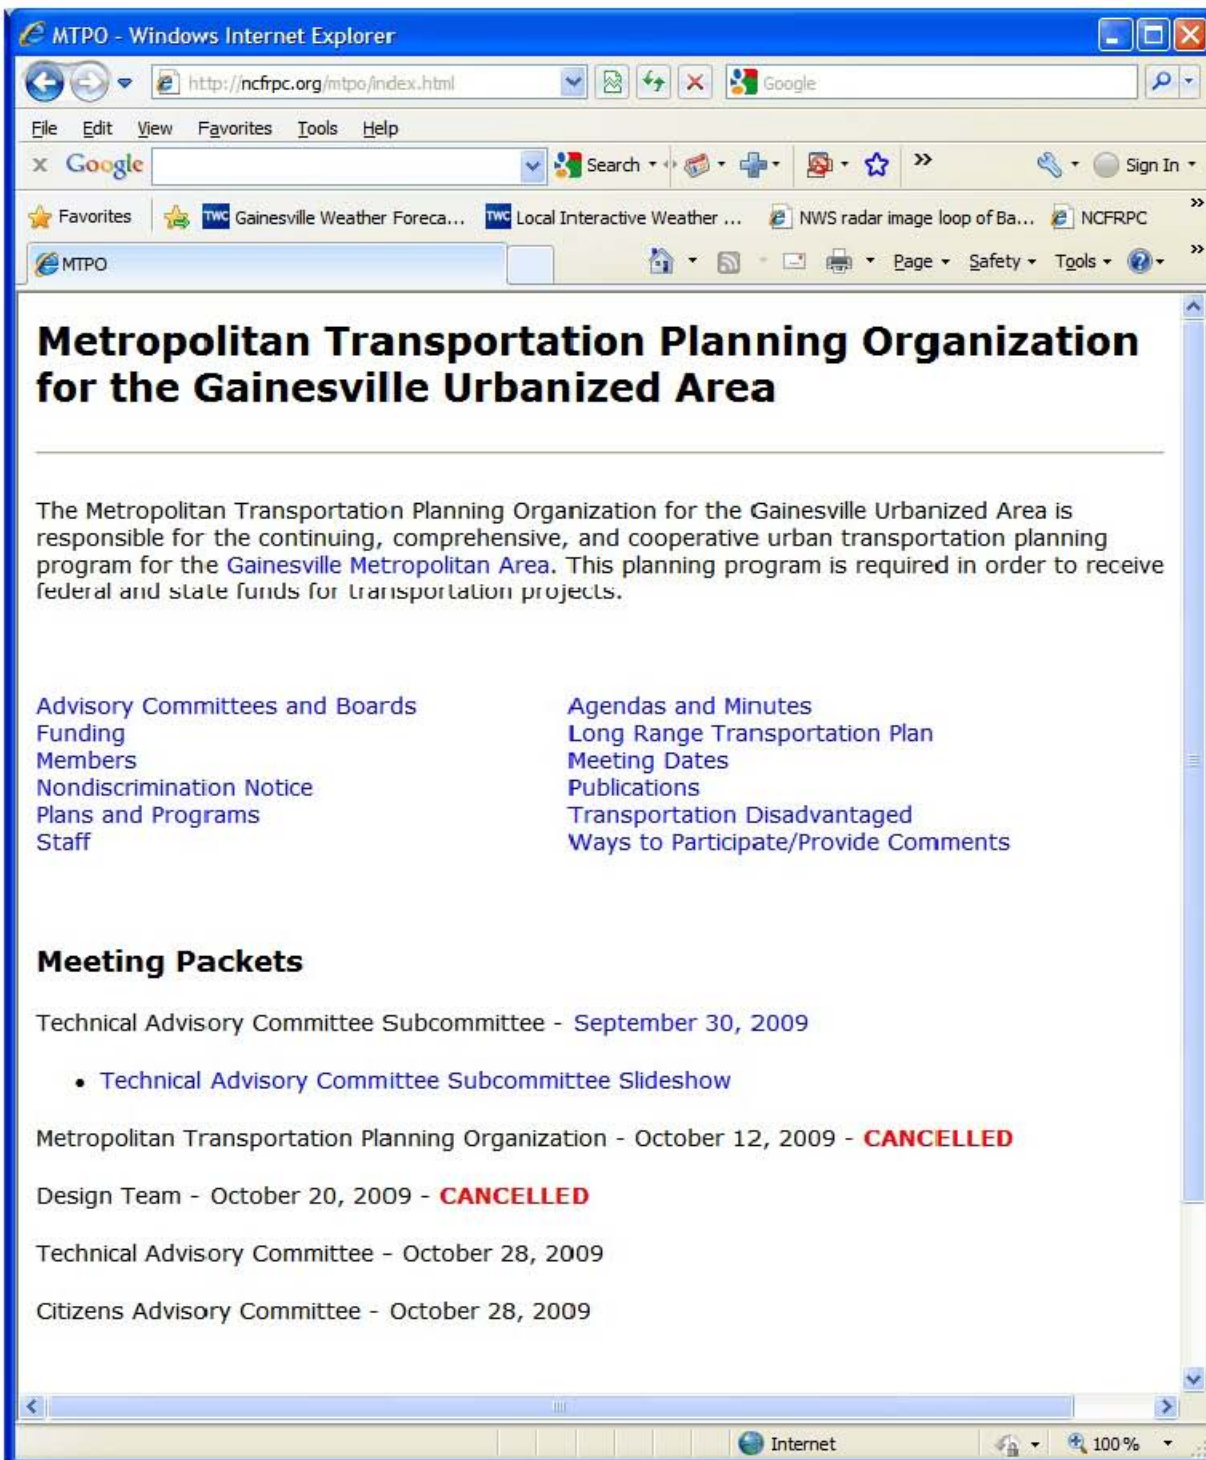 MTPO - Windows Internet Explorer
http://ncfrpc.org/mtpo/index.html
Google
File Edit View Favorites Tools Help
x Google Search Sign In
Favorites TWC Gainesville Weather Foreca... TWC Local Interactive Weather ... NWS radar image loop of Ba... NCFRPC
MTPO Page Safety Tools
Metropolitan Transportation Planning Organization
for the Gainesville Urbanized Area
The Metropolitan Transportation Planning Organization for the Gainesville Urbanized Area is
responsible for the continuing, comprehensive, and cooperative urban transportation planning
program for the Gainesville Metropolitan Area. This planning program is required in order to receive
federal and state funds for transportation projects.
Advisory Committees and Boards
Funding
Members
Nondiscrimination Notice
Plans and Programs
Staff
Agendas and Minutes
Long Range Transportation Plan
Meeting Dates
Publications
Transportation Disadvantaged
Ways to Participate/Provide Comments
Meeting Packets
Technical Advisory Committee Subcommittee - September 30, 2009
• Technical Advisory Committee Subcommittee Slideshow
Metropolitan Transportation Planning Organization - October 12, 2009 - CANCELLED
Design Team - October 20, 2009 - CANCELLED
Technical Advisory Committee - October 28, 2009
Citizens Advisory Committee - October 28, 2009
Internet 100%